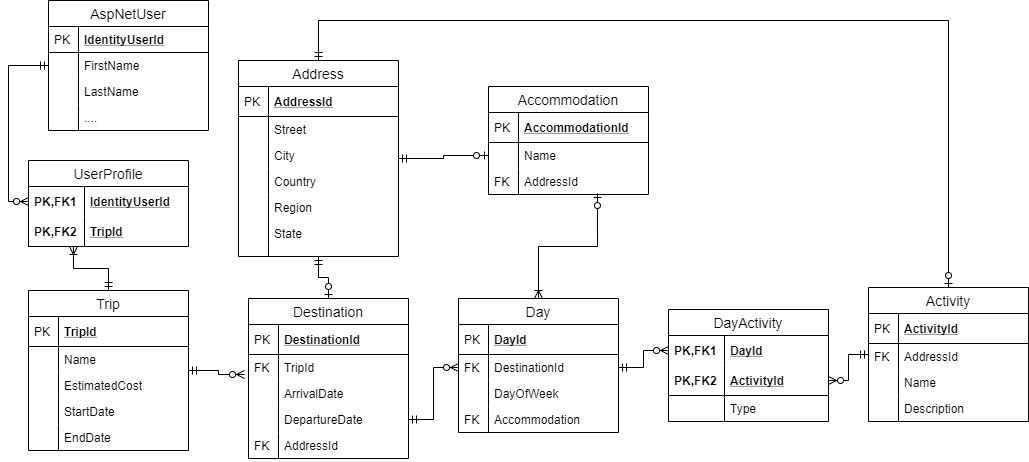 AspNetUser
PK IdentityUserId
FirstName
LastName
....
UserProfile
PK,FK1 IdentityUserId
PK,FK2 TripId
Trip
PK TripId
Name
EstimatedCost
StartDate
EndDate
Address
PK AddressId
Street
City
Country
Region
State
Destination
PK DestinationId
FK TripId
ArrivalDate
DepartureDate
FK AddressId
Accommodation
PK AccommodationId
Name
FK AddressId
Day
PK DayId
FK DestinationId
DayOfWeek
FK Accommodation
DayActivity
PK,FK1 DayId
PK,FK2 ActivityId
Type
Activity
PK ActivityId
FK AddressId
Name
Description